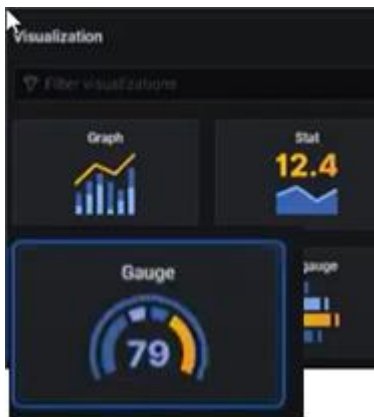 Visualization
Filter visualizations
Graph
Stat
12.4
Gauge
79
gauge